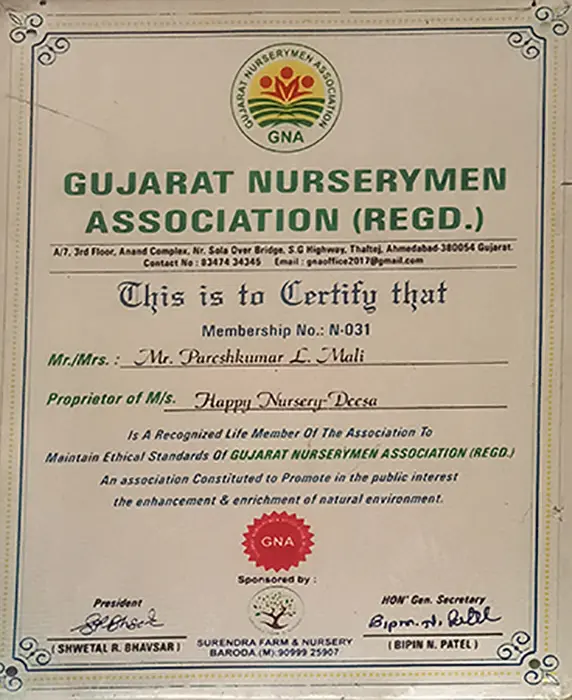 GUJARAT NURSERYMEN ASSOCIATION
GNA
GUJARAT NURSERYMEN
ASSOCIATION (REGD.)
A/7, 3rd Floor, Anand Complex, Nr. Sola Over Bridge, S.G Highway, Thaltej, Ahmedabad-380054 Gujarat.
Contact No : 83474 34345 Email : gnaoffice2017@gmail.com
This is to Certify that
Membership No.: N-031
Mr./Mrs. : Mr. Pareshkumar L. Mali
Proprietor of M/s. Happy Nursery-Deesa
Is A Recognized Life Member Of The Association To
Maintain Ethical Standards Of GUJARAT NURSERYMEN ASSOCIATION (REGD.)
An association Constituted to Promote in the public interest
the enhancement & enrichment of natural environment.
GNA
Sponsored by :
President
HON' Gen. Secretary
Bipin. N. Patel
(SHWETAL R. BHAVSAR)
SURENDRA FARM & NURSERY
BARODA (M):90999 25907
(BIPIN N. PATEL)